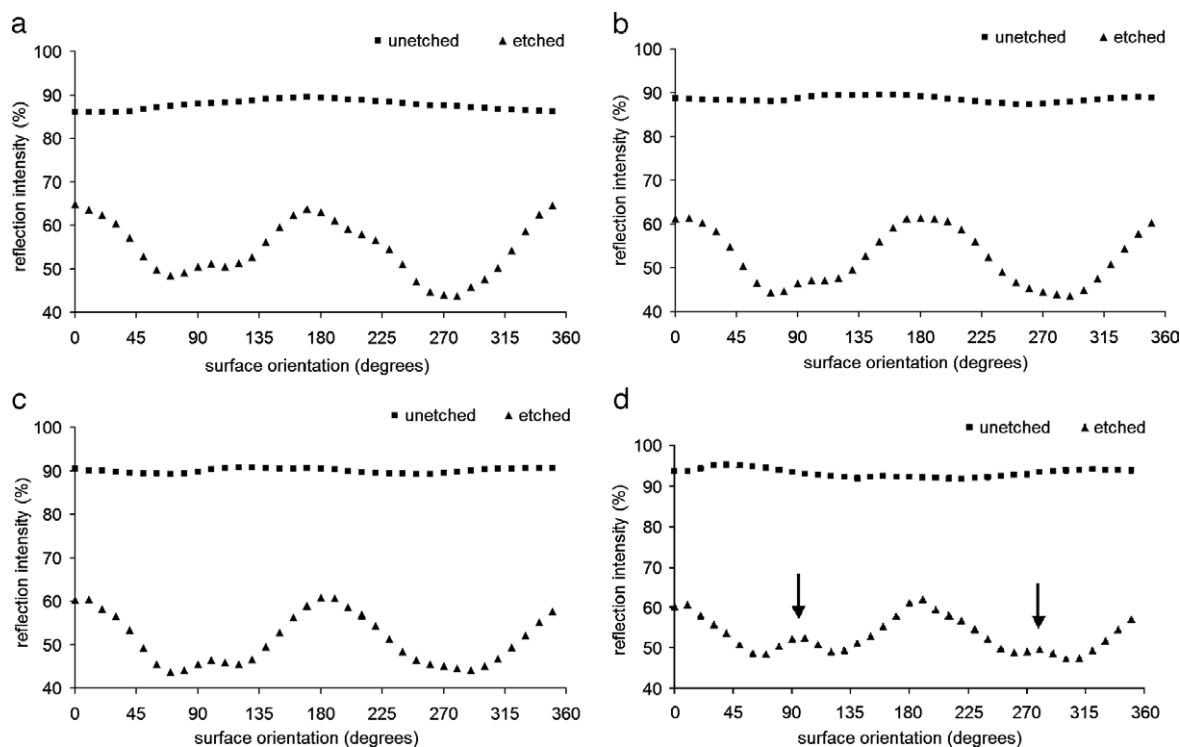 a
unetched etched
reflection intensity (%)
100
90
80
70
60
50
40
0 45 90 135 180 225 270 315 360
surface orientation (degrees)
b
unetched etched
reflection intensity (%)
100
90
80
70
60
50
40
0 45 90 135 180 225 270 315 360
surface orientation (degrees)
c
unetched etched
reflection intensity (%)
100
90
80
70
60
50
40
0 45 90 135 180 225 270 315 360
surface orientation (degrees)
d
unetched etched
reflection intensity (%)
100
90
80
70
60
50
40
0 45 90 135 180 225 270 315 360
surface orientation (degrees)